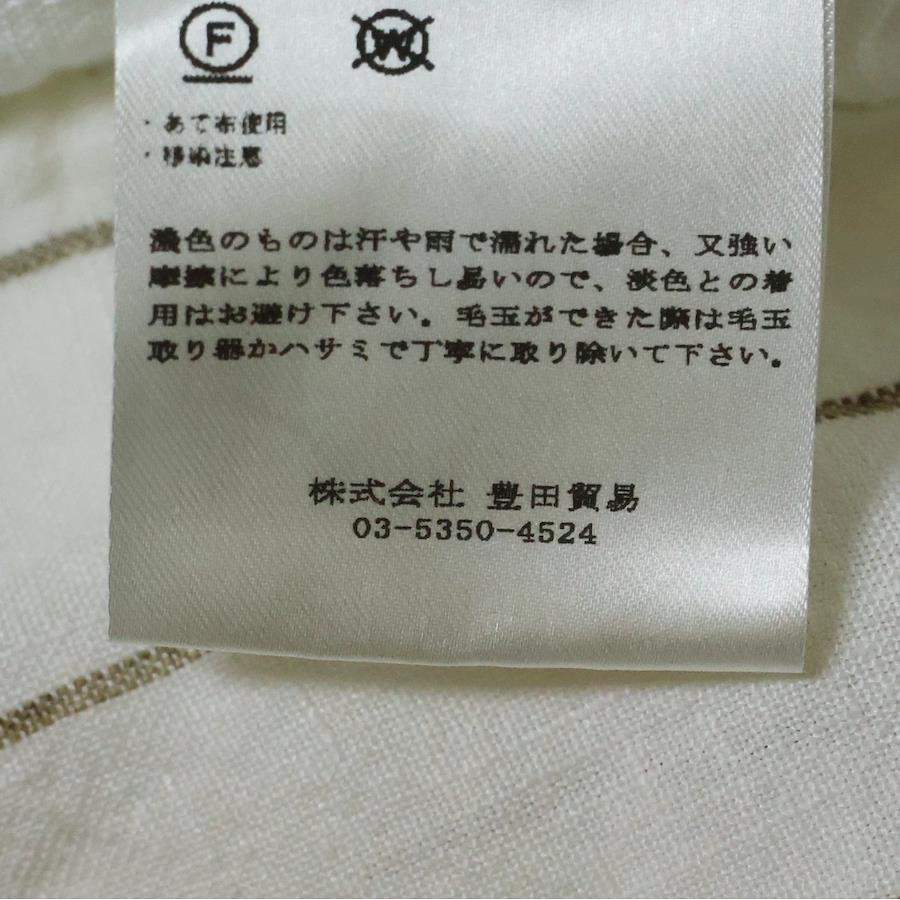 F W
・あて布使用
・移染注意
濃色のものは汗や雨で濡れた場合、又強い
摩擦により色落ちし易いので、淡色との着
用はお避け下さい。毛玉ができた際は毛玉
取り器かハサミで丁寧に取り除いて下さい。
株式会社 豊田貿易
03-5350-4524